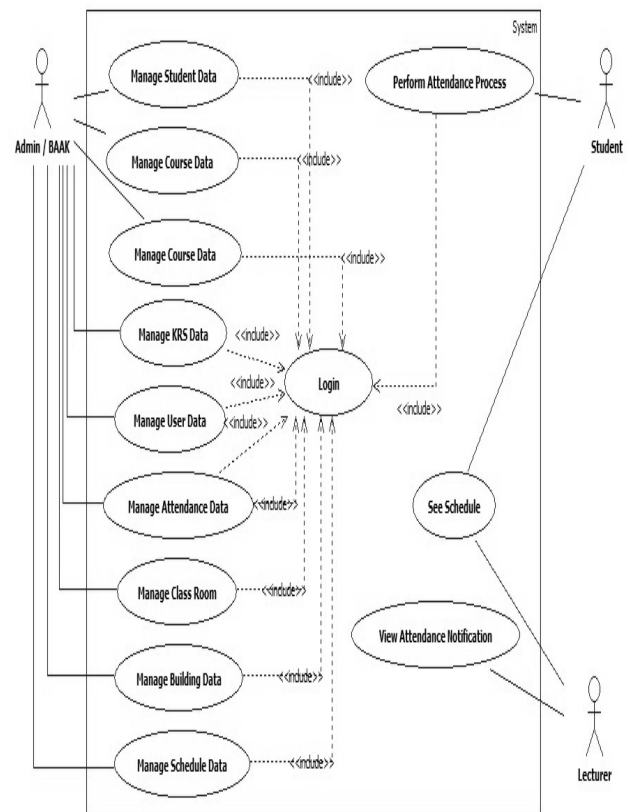 System
Manage Student Data
<<include>>
Perform Attendance Process
Admin / BAAK
Student
Manage Course Data
<<include>>
Manage Course Data
<<include>>
Manage KRS Data
<<include>>
Login
<<include>>
Manage User Data
<<include>>
<<include>>
Manage Attendance Data
<<include>>
See Schedule
Manage Class Room
<<include>>
View Attendance Notification
Manage Building Data
<<include>>
Manage Schedule Data
<<include>>
Lecturer